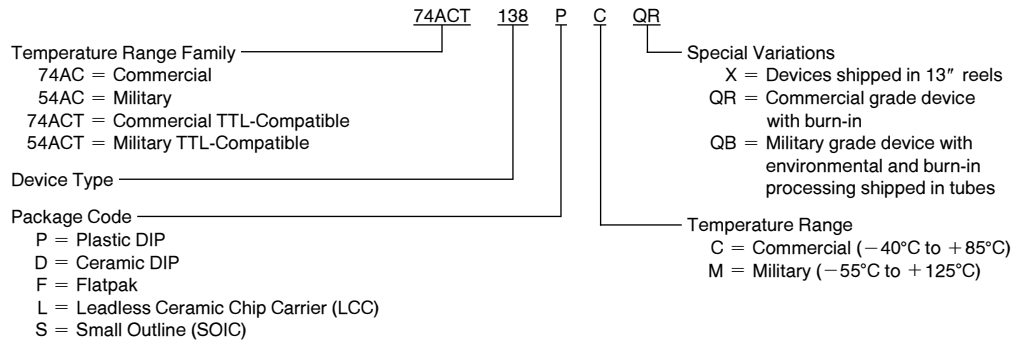 74ACT 138 P C QR
Temperature Range Family
74AC = Commercial
54AC = Military
74ACT = Commercial TTL-Compatible
54ACT = Military TTL-Compatible
Device Type
Package Code
P = Plastic DIP
D = Ceramic DIP
F = Flatpak
L = Leadless Ceramic Chip Carrier (LCC)
S = Small Outline (SOIC)
Special Variations
X = Devices shipped in 13″ reels
QR = Commercial grade device
with burn-in
QB = Military grade device with
environmental and burn-in
processing shipped in tubes
Temperature Range
C = Commercial (−40°C to +85°C)
M = Military (−55°C to +125°C)